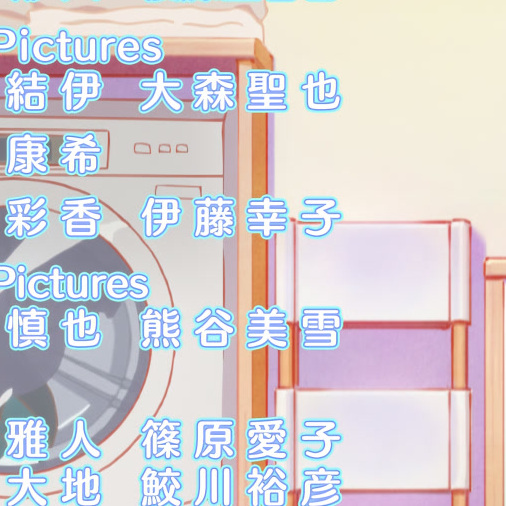 Pictures
結伊 大森聖也
康希
彩香 伊藤幸子
Pictures
慎也 熊谷美雪
雅人 篠原愛子
大地 鮫川裕彦